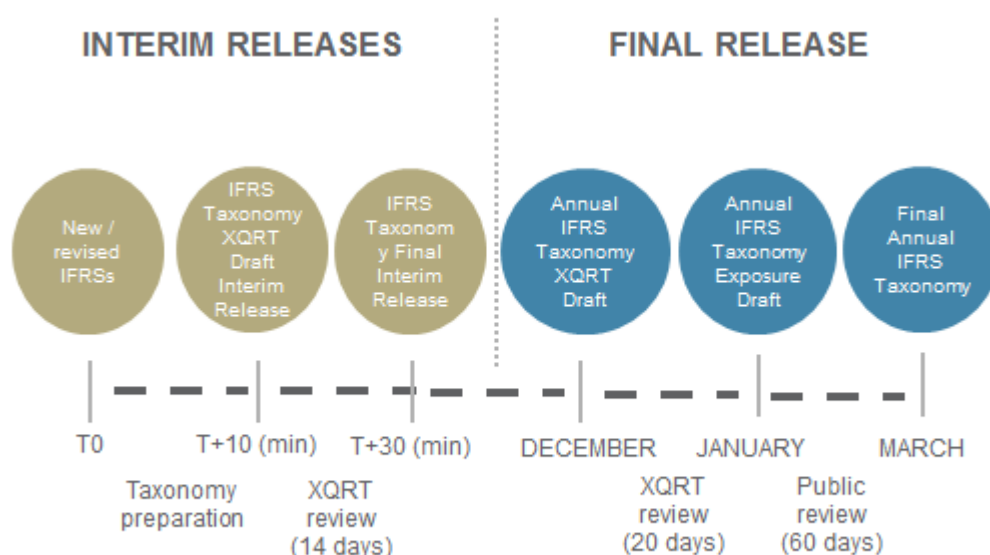 INTERIM RELEASES
FINAL RELEASE
New /
revised
IFRSs
IFRS
Taxonomy
XQRT
Draft
Interim
Release
IFRS
Taxonom
y Final
Interim
Release
Annual
IFRS
Taxonomy
XQRT
Draft
Annual
IFRS
Taxonomy
Exposure
Draft
Final
Annual
IFRS
Taxonomy
T0
T+10 (min)
T+30 (min)
DECEMBER
JANUARY
MARCH
Taxonomy
preparation
XQRT
review
(14 days)
XQRT
review
(20 days)
Public
review
(60 days)